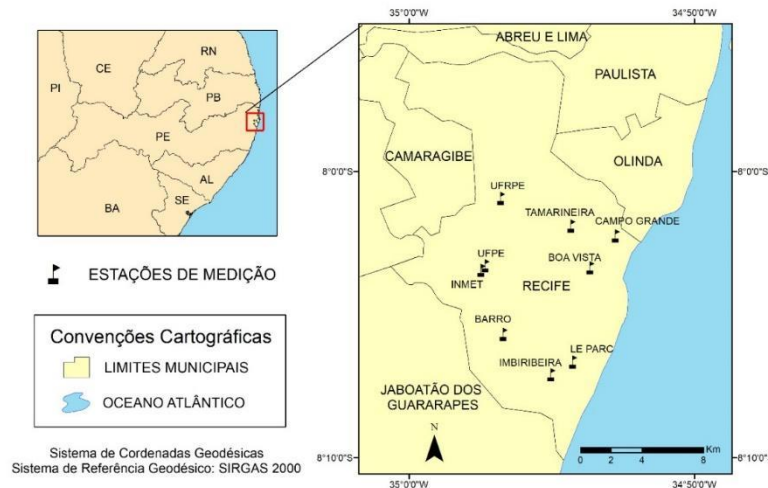 RN
CE
PI
PB
PE
AL
SE
BA
ESTAÇÕES DE MEDIÇÃO
Convenções Cartográficas
LIMITES MUNICIPAIS
OCEANO ATLÂNTICO
Sistema de Cordenadas Geodésicas
Sistema de Referência Geodésico: SIRGAS 2000
35°0'0"W
34°50'0"W
ABREU E LIMA
PAULISTA
CAMARAGIBE
OLINDA
8°0'0"S
8°0'0"S
UFRPE
TAMARINEIRA
CAMPO GRANDE
UFPE
BOA VISTA
INMET
RECIFE
BARRO
LE PARC
IMBIRIBEIRA
JABOATÃO DOS
GUARARAPES
N
Km
0 2 4 8
8°10'0"S
8°10'0"S
35°0'0"W
34°50'0"W